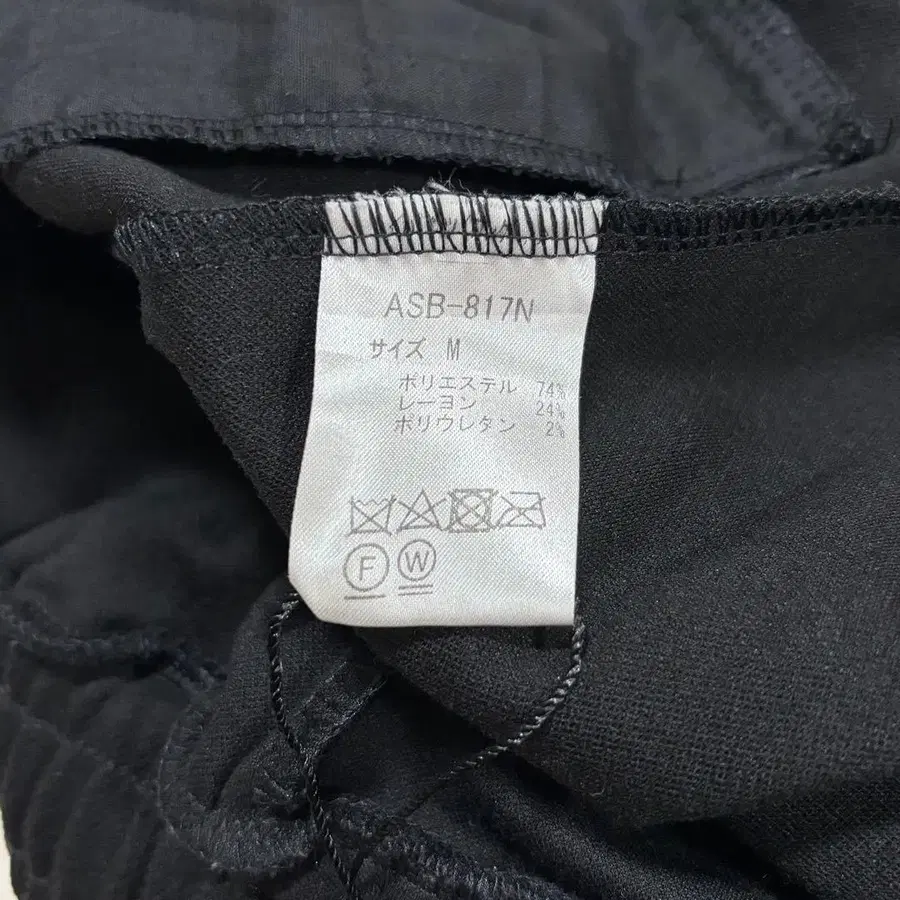 ASB-817N
サイズ M
ポリエステル 74%
レーヨン 24%
ポリウレタン 2%
F W